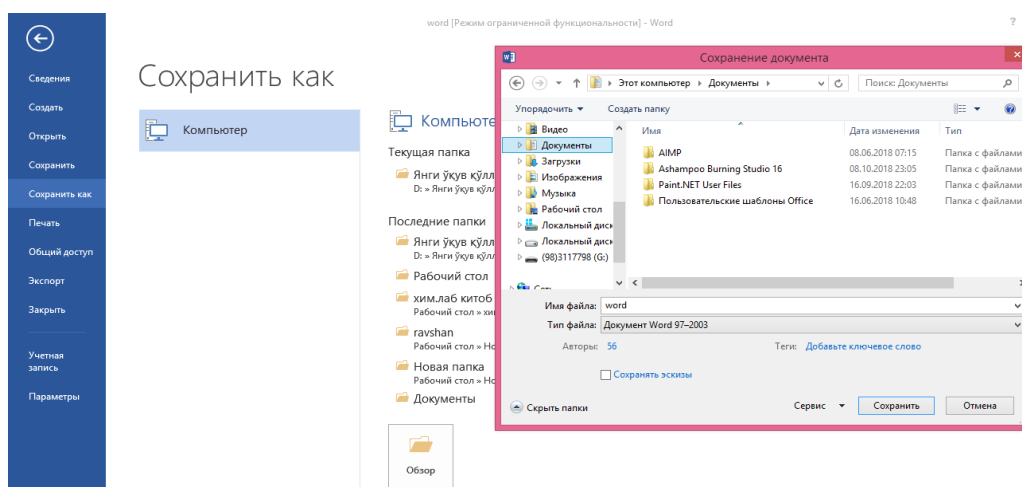 word [Режим ограниченной функциональности] - Word
?
Сведения
Создать
Открыть
Сохранить
Сохранить как
Печать
Общий доступ
Экспорт
Закрыть
Учетная
запись
Параметры
Сохранить как
Компьютер
Компьюте
Текущая папка
Янги ўқув қўлл
D: » Янги ўқув қўлл
Последние папки
Янги ўқув қўлл
D: » Янги ўқув қўлл
Рабочий стол
хим.лаб китоб
Рабочий стол » хи
ravshan
Рабочий стол » Но
Новая папка
Рабочий стол » Но
Документы
Обзор
Сохранение документа
Этот компьютер ▸ Документы ▸
Поиск: Документы
Упорядочить ▾ Создать папку
Видео
Документы
Загрузки
Изображения
Музыка
Рабочий стол
Локальный диск
Локальный диск
(98)3117798 (G:)
Сеть
Имя Дата изменения Тип
AIMP 08.06.2018 07:15 Папка с файлами
Ashampoo Burning Studio 16 08.10.2018 23:05 Папка с файлами
Paint.NET User Files 16.09.2018 22:03 Папка с файлами
Пользовательские шаблоны Office 16.06.2018 10:48 Папка с файлами
Имя файла: word
Тип файла: Документ Word 97–2003
Авторы: 56 Теги: Добавьте ключевое слово
Сохранять эскизы
Скрыть папки Сервис ▾ Сохранить Отмена